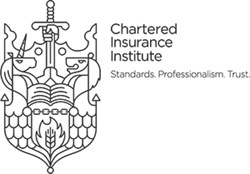 Chartered
Insurance
Institute
Standards. Professionalism. Trust.